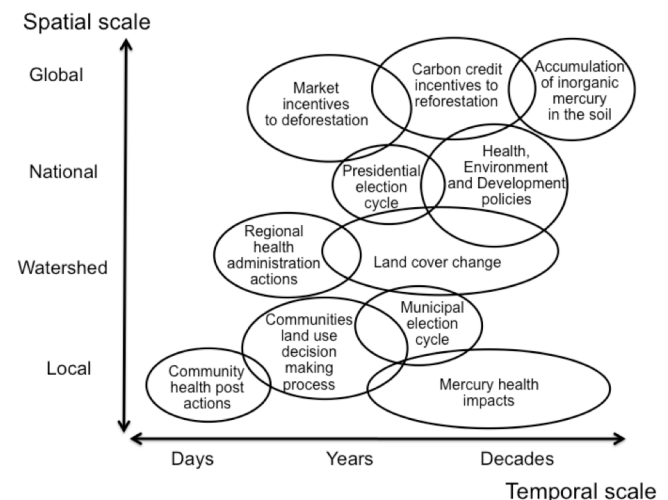 Spatial scale
Global
National
Watershed
Local
Market
incentives
to deforestation
Carbon credit
incentives to
reforestation
Accumulation
of inorganic
mercury
in the soil
Presidential
election
cycle
Health,
Environment
and Development
policies
Regional
health
administration
actions
Land cover change
Communities
land use
decision
making
process
Municipal
election
cycle
Community
health post
actions
Mercury health
impacts
Days
Years
Decades
Temporal scale